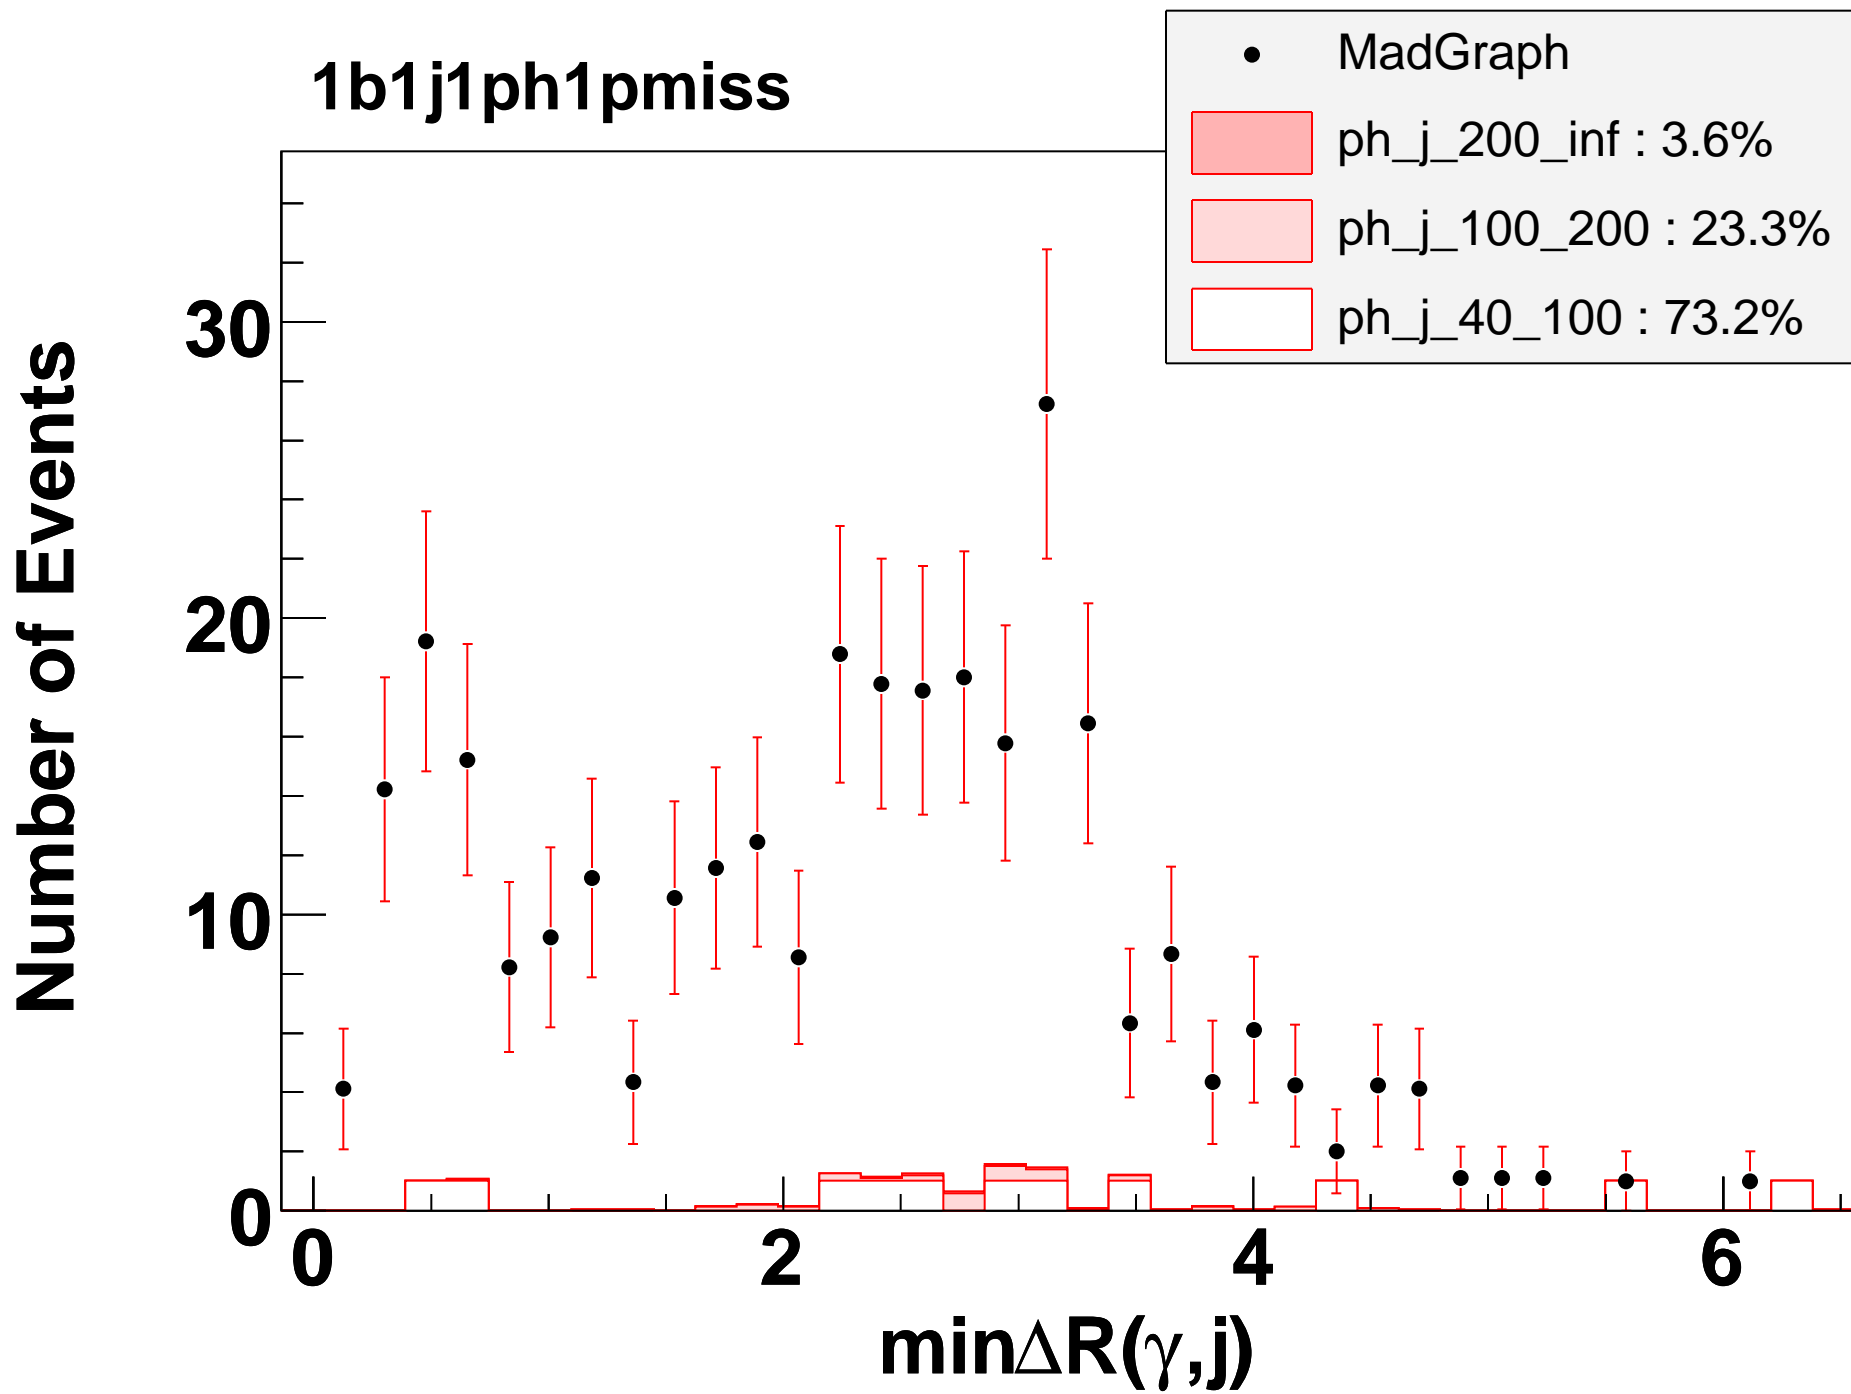 1b1j1ph1pmiss
MadGraph
ph_j_200_inf : 3.6%
ph_j_100_200 : 23.3%
ph_j_40_100 : 73.2%
Number of Events
30
20
10
0
0 2 4 6
minΔR(γ,j)